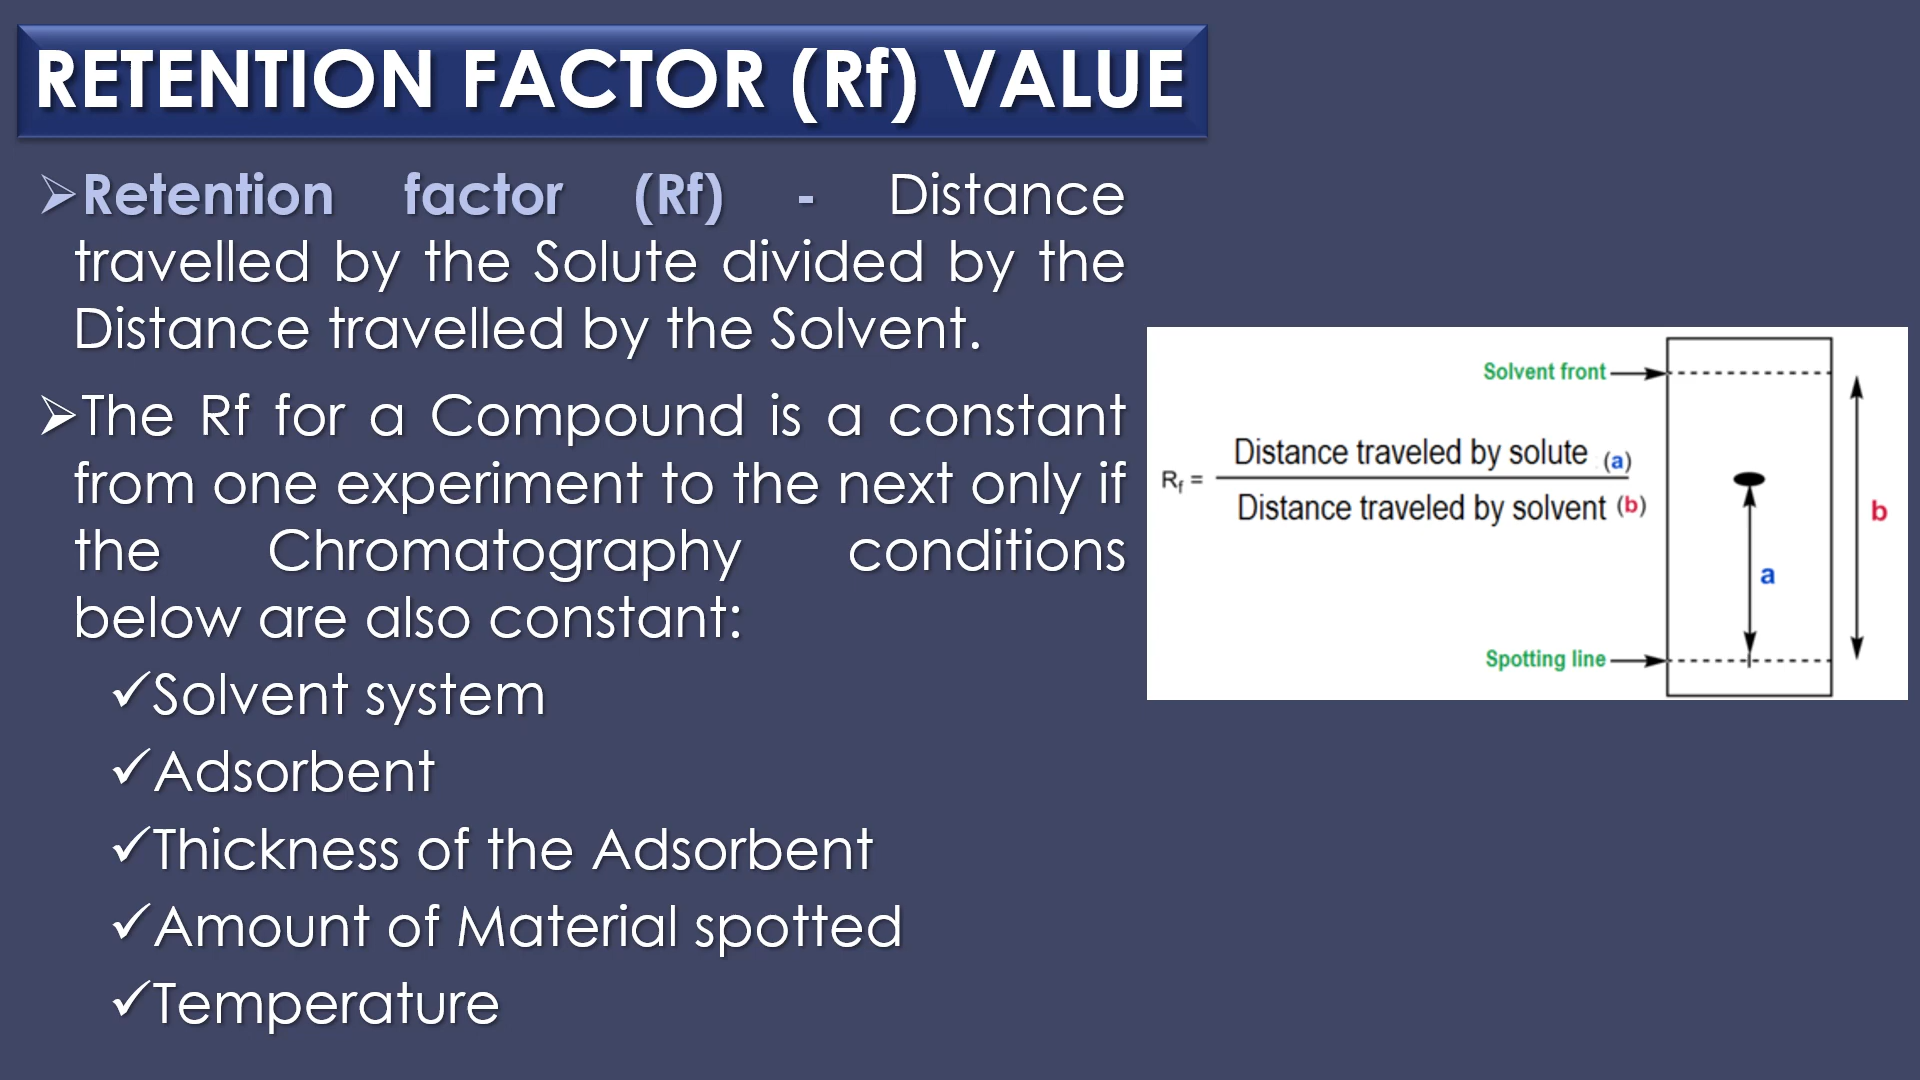 RETENTION FACTOR (Rf) VALUE
➢Retention factor (Rf) - Distance
travelled by the Solute divided by the
Distance travelled by the Solvent.
➢The Rf for a Compound is a constant
from one experiment to the next only if
the Chromatography conditions
below are also constant:
✓Solvent system
✓Adsorbent
✓Thickness of the Adsorbent
✓Amount of Material spotted
✓Temperature
Solvent front
Distance traveled by solute (a)
Rf =
Distance traveled by solvent (b)
b
a
Spotting line